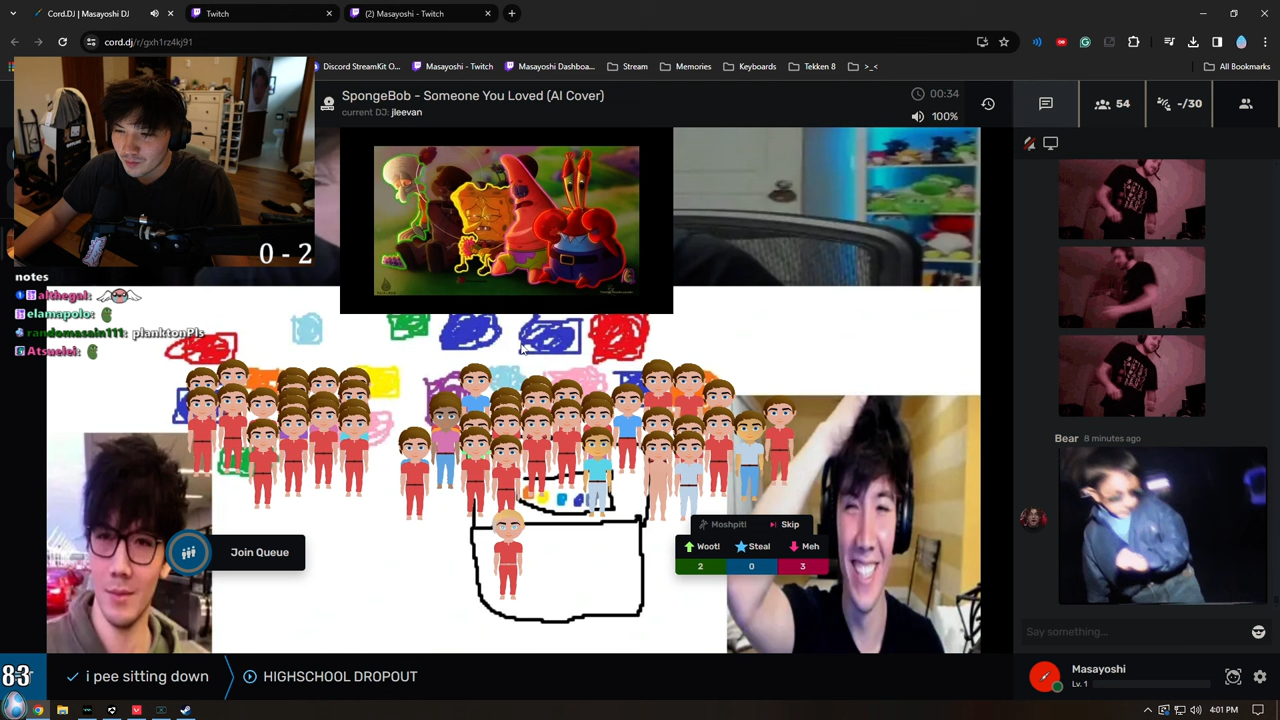 Cord.DJ | Masayoshi DJ
Twitch
(2) Masayoshi - Twitch
cord.dj/r/gxh1rz4kj91
Discord StreamKit O...
Masayoshi - Twitch
Masayoshi Dashboa...
Stream
Memories
Keyboards
Tekken 8
>_<
All Bookmarks
SpongeBob - Someone You Loved (AI Cover)
current DJ: jleevan
00:34
100%
54
-/30
0 - 2
notes
aithegai:
elamapolo:
randomasain111: planktonPls
Atsuelei:
Bear 8 minutes ago
Moshpit! Skip
Woot! Steal Meh
2 0 3
Join Queue
Say something...
83
i pee sitting down
HIGHSCHOOL DROPOUT
Masayoshi
Lv. 1
4:01 PM